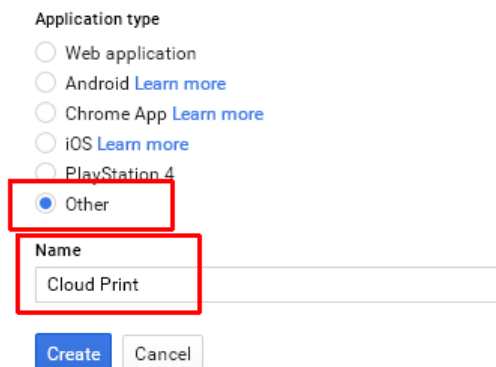 Application type
Web application
Android Learn more
Chrome App Learn more
iOS Learn more
PlayStation 4
Other
Name
Cloud Print
Create Cancel